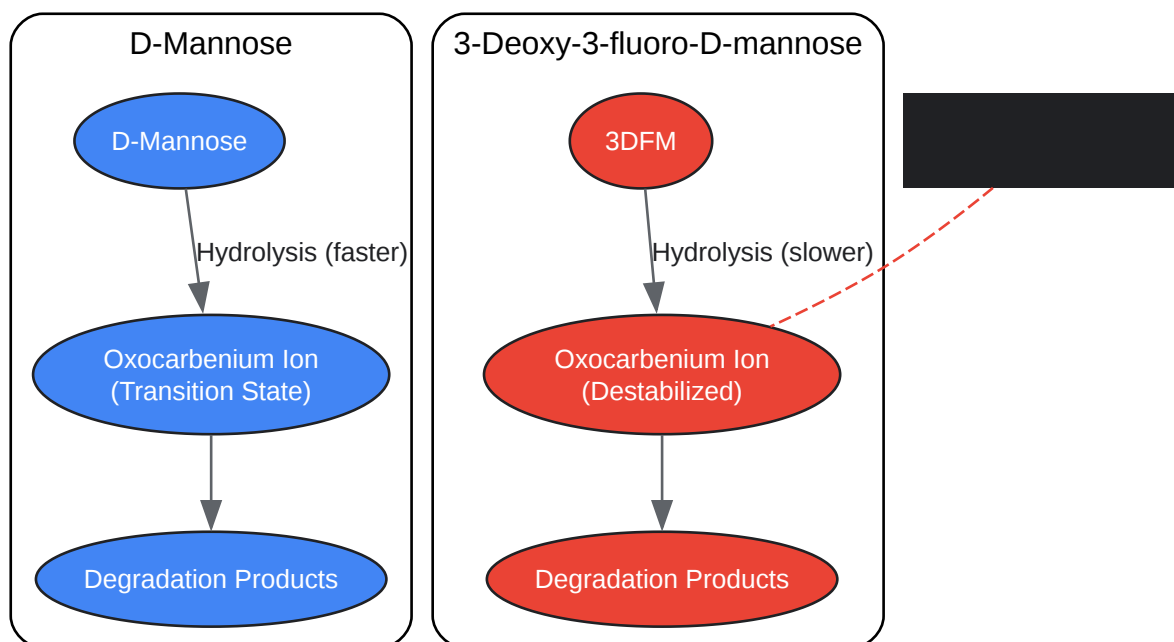 D-Mannose
D-Mannose
Hydrolysis (faster)
Oxocarbenium Ion
(Transition State)
Degradation Products
3-Deoxy-3-fluoro-D-mannose
3DFM
Hydrolysis (slower)
Oxocarbenium Ion
(Destabilized)
Degradation Products